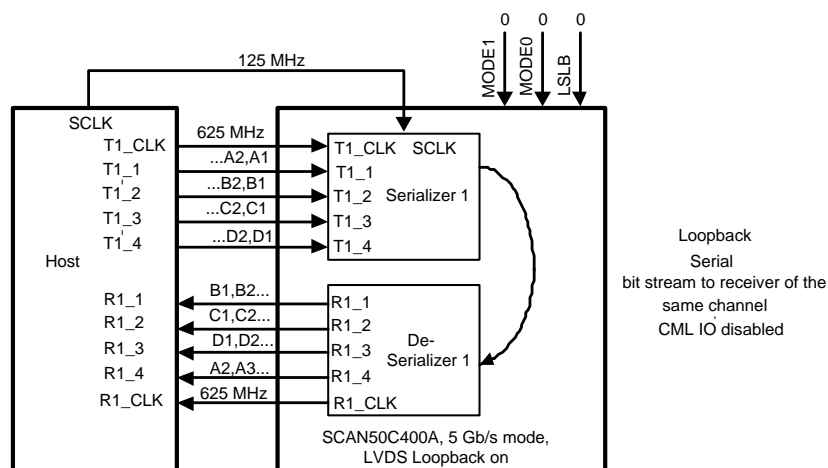 0 0 0
MODE1
MODE0
LSLB
125 MHz
SCLK
T1_CLK
T1_1
T1_2
T1_3
T1_4
Host
R1_1
R1_2
R1_3
R1_4
R1_CLK
625 MHz
...A2,A1
...B2,B1
...C2,C1
...D2,D1
T1_CLK SCLK
T1_1
T1_2 Serializer 1
T1_3
T1_4
B1,B2...
C1,C2...
D1,D2...
A2,A3...
625 MHz
R1_1
R1_2
R1_3
R1_4
R1_CLK
De-
Serializer 1
SCAN50C400A, 5 Gb/s mode,
LVDS Loopback on
Loopback
Serial
bit stream to receiver of the
same channel
CML IO disabled